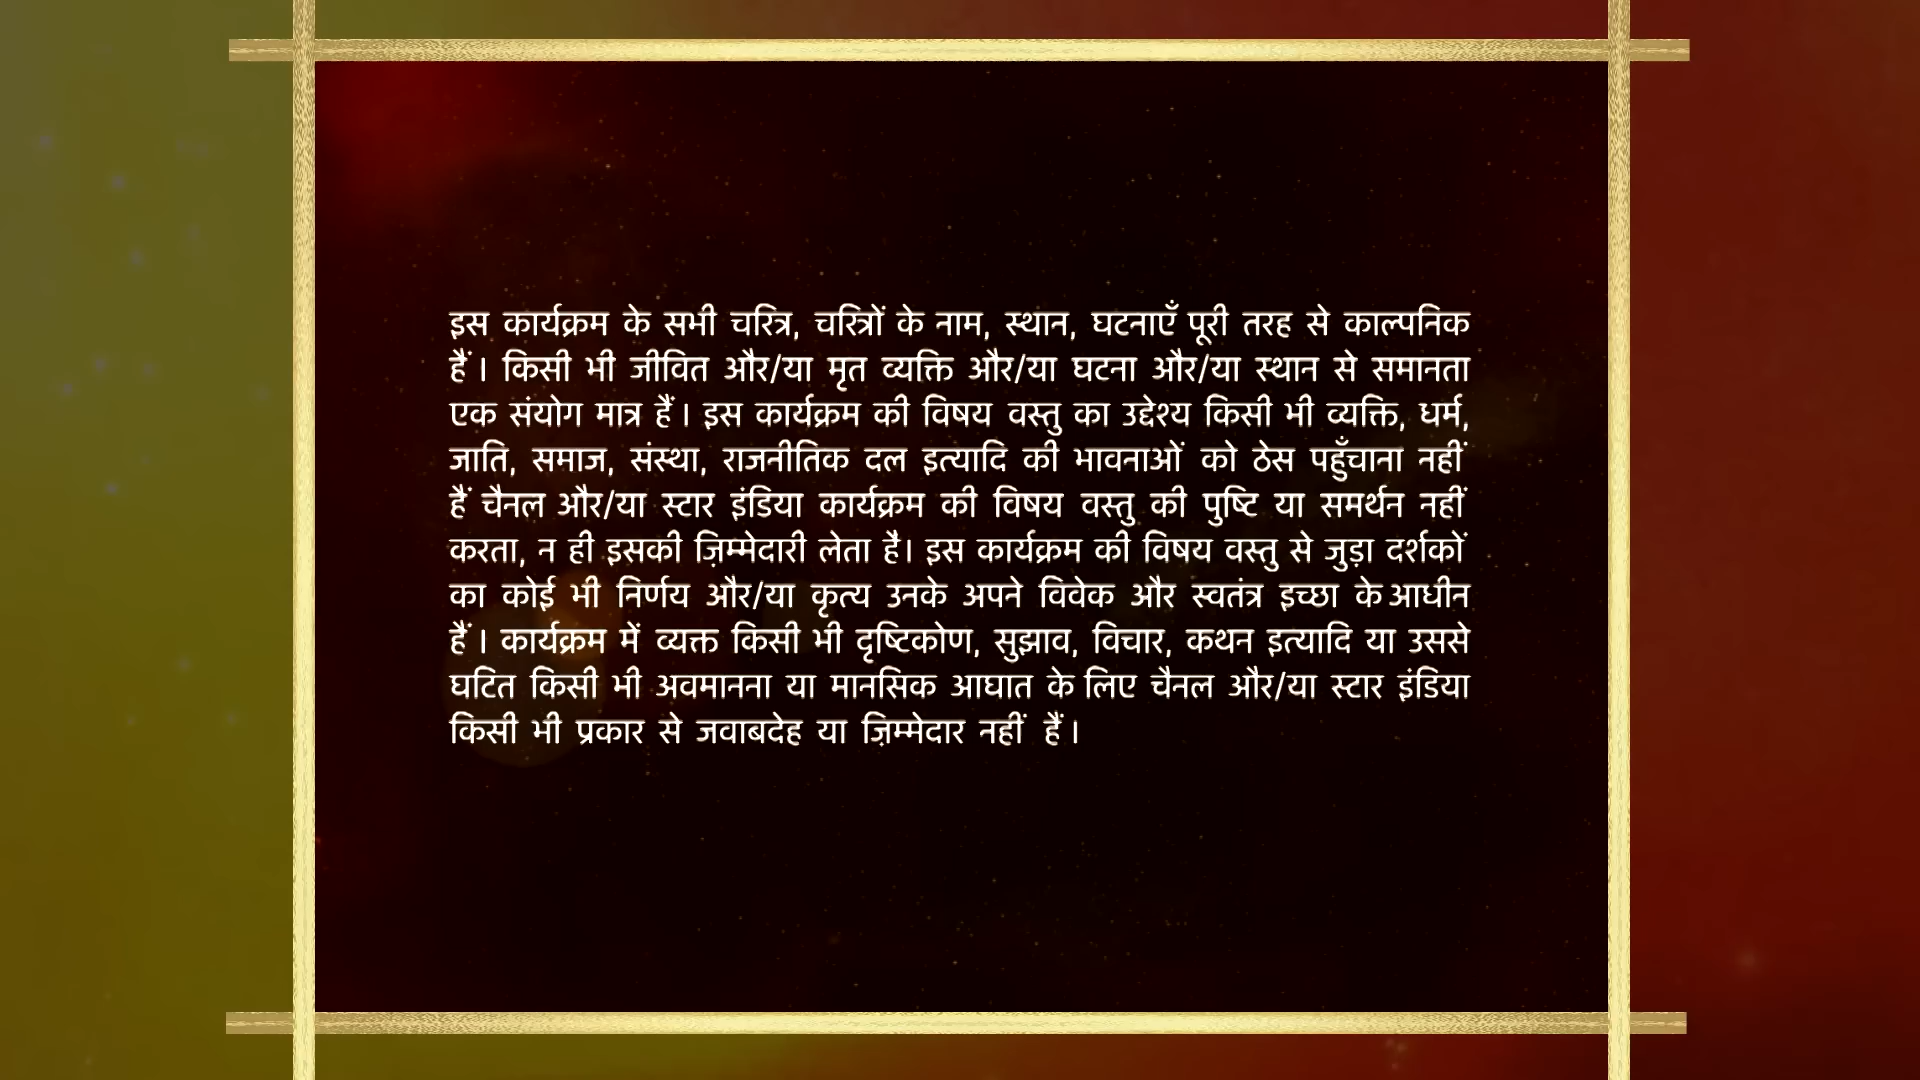 इस कार्यक्रम के सभी चरित्र, चरित्रों के नाम, स्थान, घटनाएँ पूरी तरह से काल्पनिक
हैं। किसी भी जीवित और/या मृत व्यक्ति और/या घटना और/या स्थान से समानता
एक संयोग मात्र हैं। इस कार्यक्रम की विषय वस्तु का उद्देश्य किसी भी व्यक्ति, धर्म,
जाति, समाज, संस्था, राजनीतिक दल इत्यादि की भावनाओं को ठेस पहुँचाना नहीं
हैं चैनल और/या स्टार इंडिया कार्यक्रम की विषय वस्तु की पुष्टि या समर्थन नहीं
करता, न ही इसकी ज़िम्मेदारी लेता है। इस कार्यक्रम की विषय वस्तु से जुड़ा दर्शकों
का कोई भी निर्णय और/या कृत्य उनके अपने विवेक और स्वतंत्र इच्छा के आधीन
हैं। कार्यक्रम में व्यक्त किसी भी दृष्टिकोण, सुझाव, विचार, कथन इत्यादि या उससे
घटित किसी भी अवमानना या मानसिक आघात के लिए चैनल और/या स्टार इंडिया
किसी भी प्रकार से जवाबदेह या ज़िम्मेदार नहीं हैं।